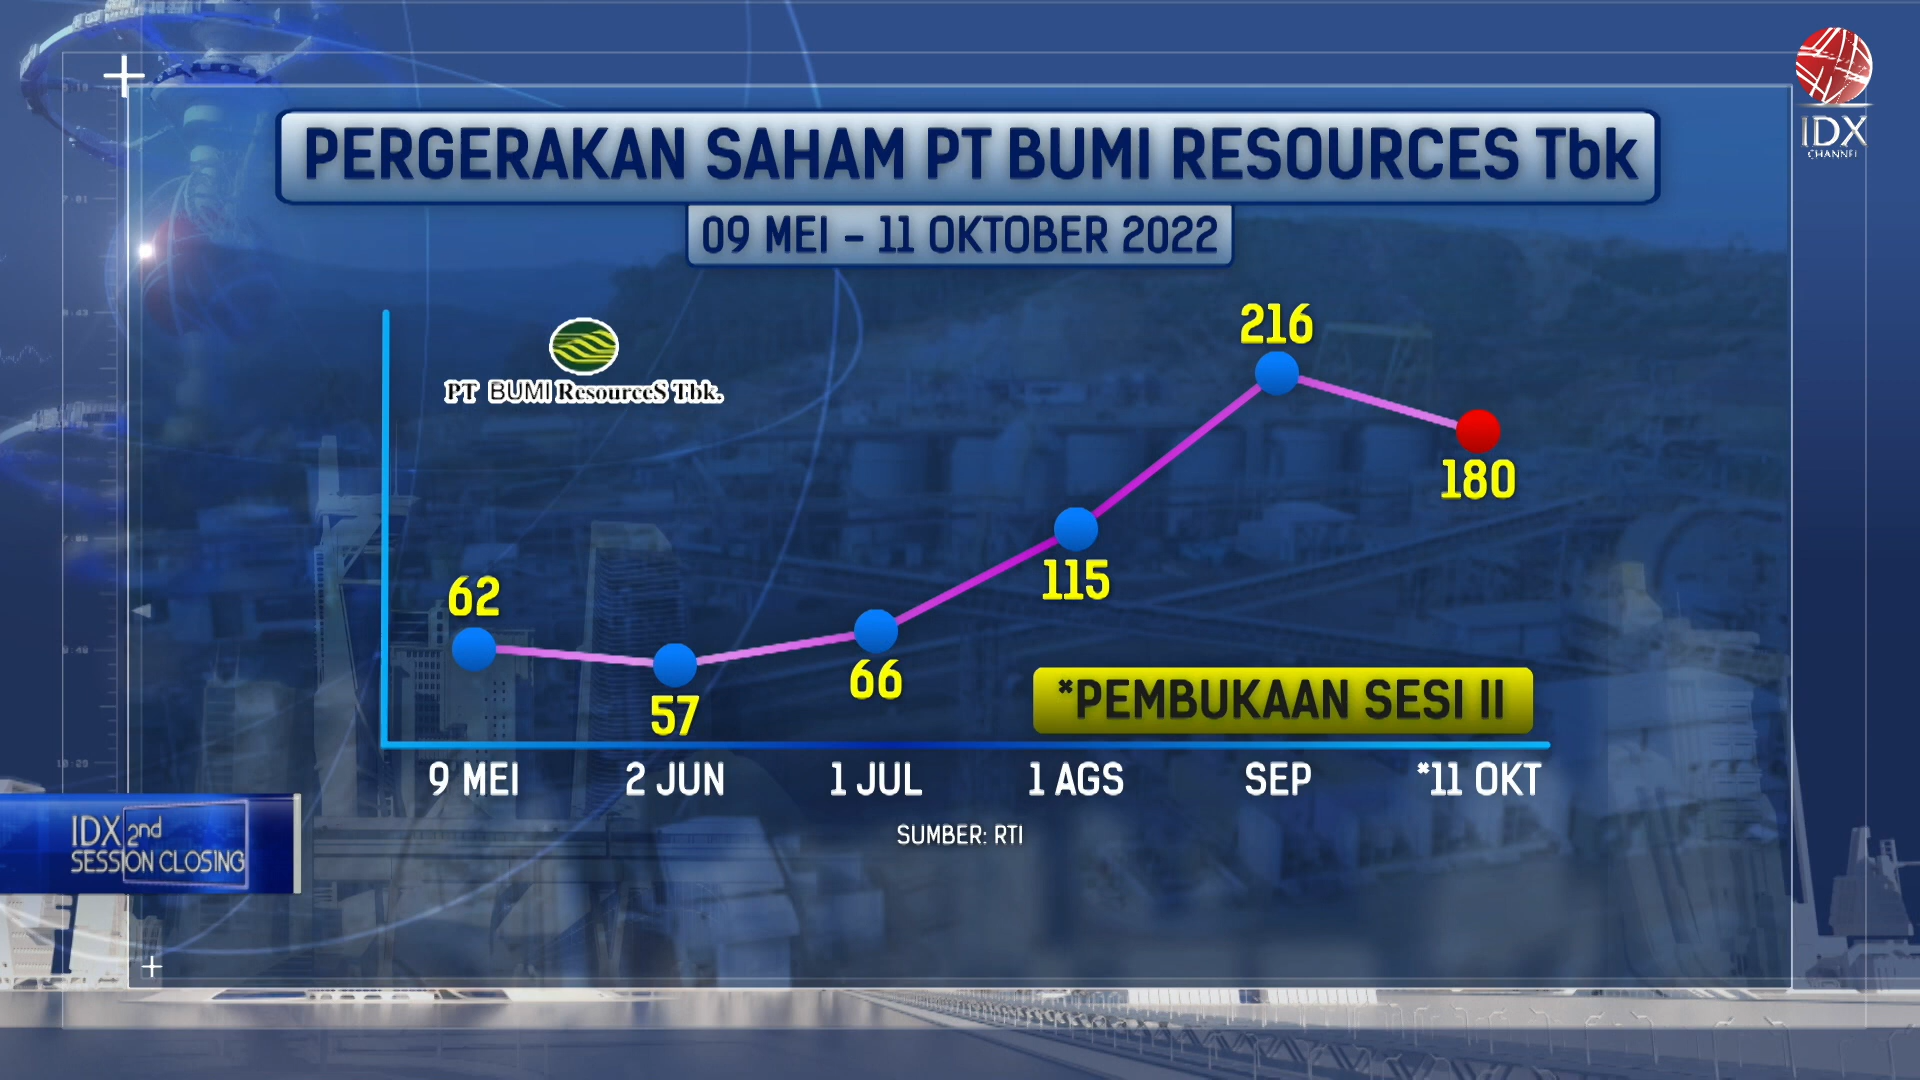 IDX
CHANNEL
PERGERAKAN SAHAM PT BUMI RESOURCES Tbk
09 MEI - 11 OKTOBER 2022
PT BUMI ResourceS Tbk.
216
180
62
115
66
57
*PEMBUKAAN SESI II
9 MEI 2 JUN 1 JUL 1 AGS SEP *11 OKT
SUMBER: RTI
IDX 2nd
SESSION CLOSING